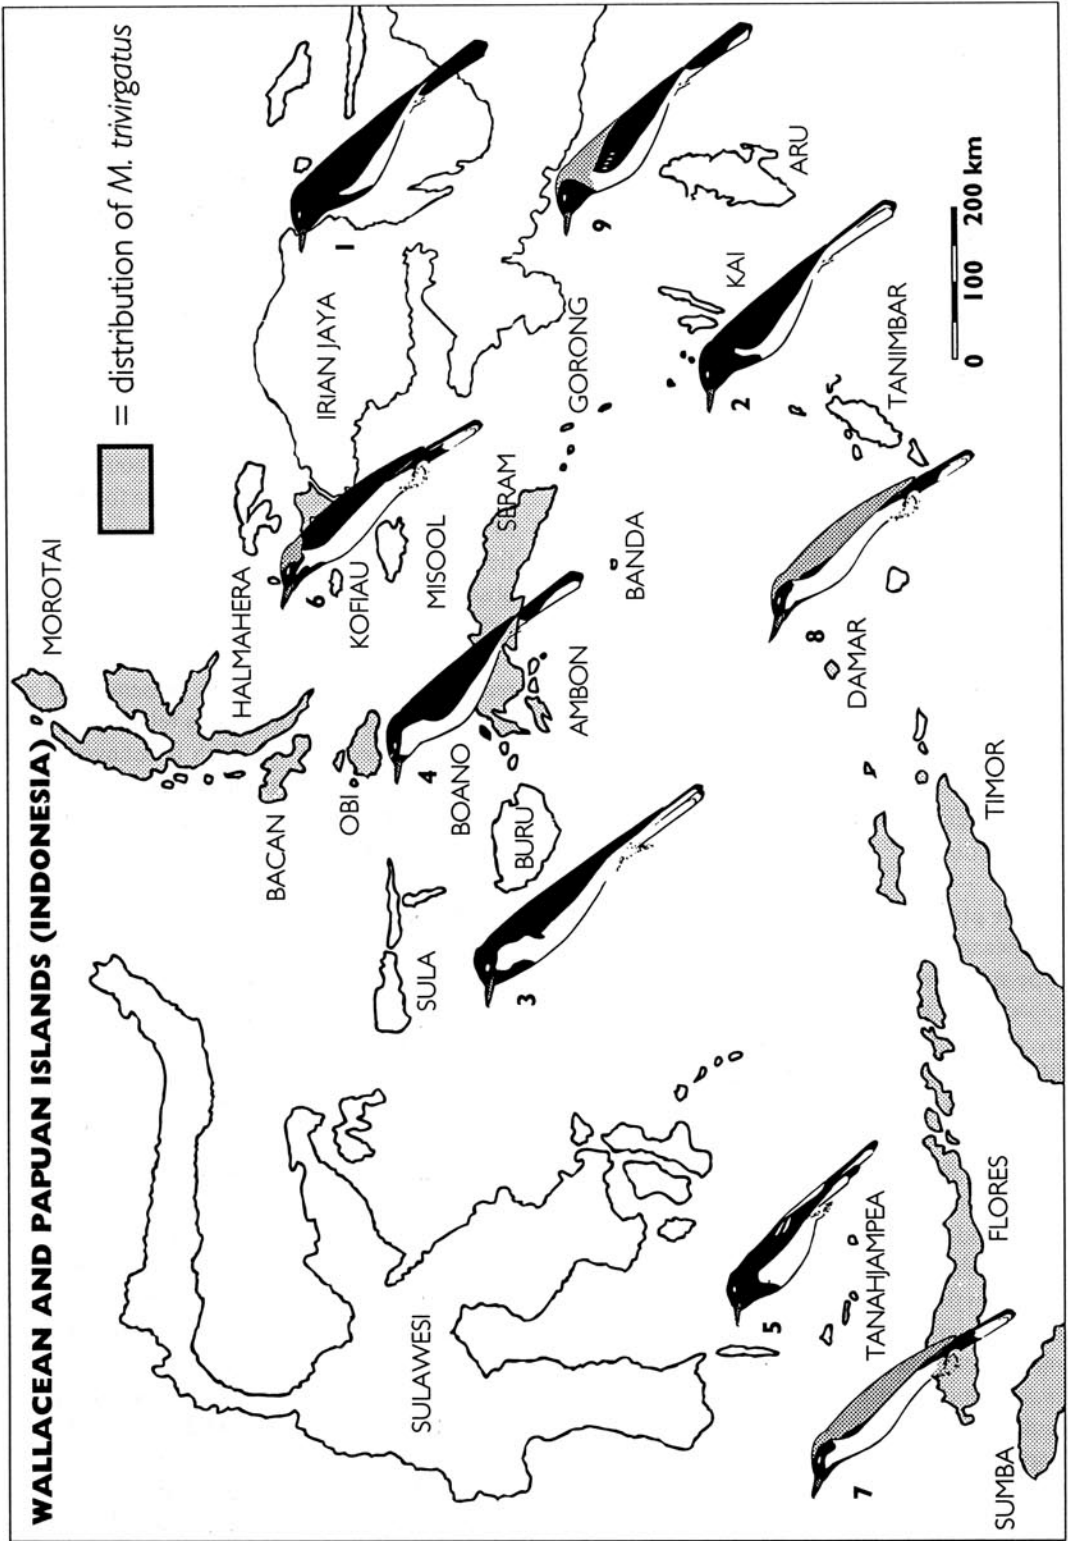 WALLACEAN AND PAPUAN ISLANDS (INDONESIA)
= distribution of M. trivirgatus
MOROTAI
HALMAHERA
BACAN
OBI
IRIAN JAYA
1
6
KOFIAU
MISOOL
4
BOANO
SERAM
GORONG
9
ARU
SULA
BURU
3
AMBON
BANDA
KAI
2
SULAWESI
5
TANAHJAMPEA
7
FLORES
SUMBA
TIMOR
8
DAMAR
TANIMBAR
0 100 200 km